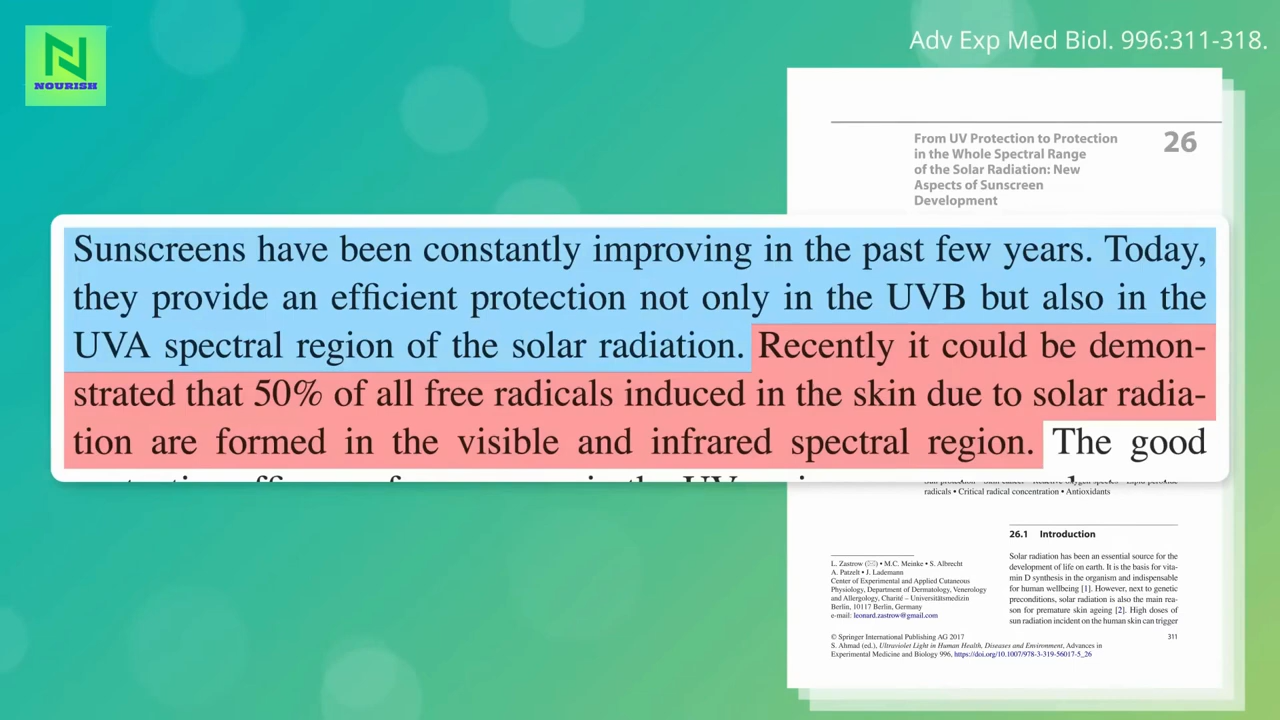 Adv Exp Med Biol. 996:311-318.
NOURISH
From UV Protection to Protection
in the Whole Spectral Range
of the Solar Radiation: New
Aspects of Sunscreen
Development
26
Sunscreens have been constantly improving in the past few years. Today,
they provide an efficient protection not only in the UVB but also in the
UVA spectral region of the solar radiation. Recently it could be demon-
strated that 50% of all free radicals induced in the skin due to solar radia-
tion are formed in the visible and infrared spectral region. The good
radicals • Critical radical concentration • Antioxidants
26.1 Introduction
Solar radiation has been an essential source for the
development of life on earth. It is the basis for vita-
min D synthesis in the organism and indispensable
for human wellbeing [1]. However, next to genetic
preconditions, solar radiation is also the main rea-
son for premature skin ageing [2]. High doses of
sun radiation incident on the human skin can trigger
L. Zastrow (✉) • M.C. Meinke • S. Albrecht
A. Patzelt • J. Lademann
Center of Experimental and Applied Cutaneous
Physiology, Department of Dermatology, Venerology
and Allergology, Charité – Universitätsmedizin
Berlin, 10117 Berlin, Germany
e-mail: leonard.zastrow@gmail.com
© Springer International Publishing AG 2017
311
S. Ahmad (ed.), Ultraviolet Light in Human Health, Diseases and Environment, Advances in
Experimental Medicine and Biology 996, https://doi.org/10.1007/978-3-319-56017-5_26